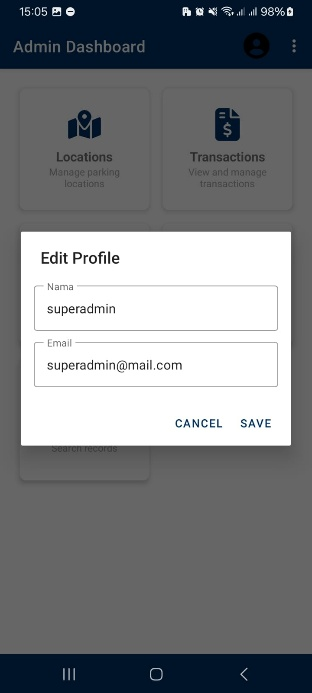 15:05
98%
Admin Dashboard
Locations
Manage parking
locations
Transactions
View and manage
transactions
Edit Profile
Nama
superadmin
Email
superadmin@mail.com
CANCEL
SAVE
Search records